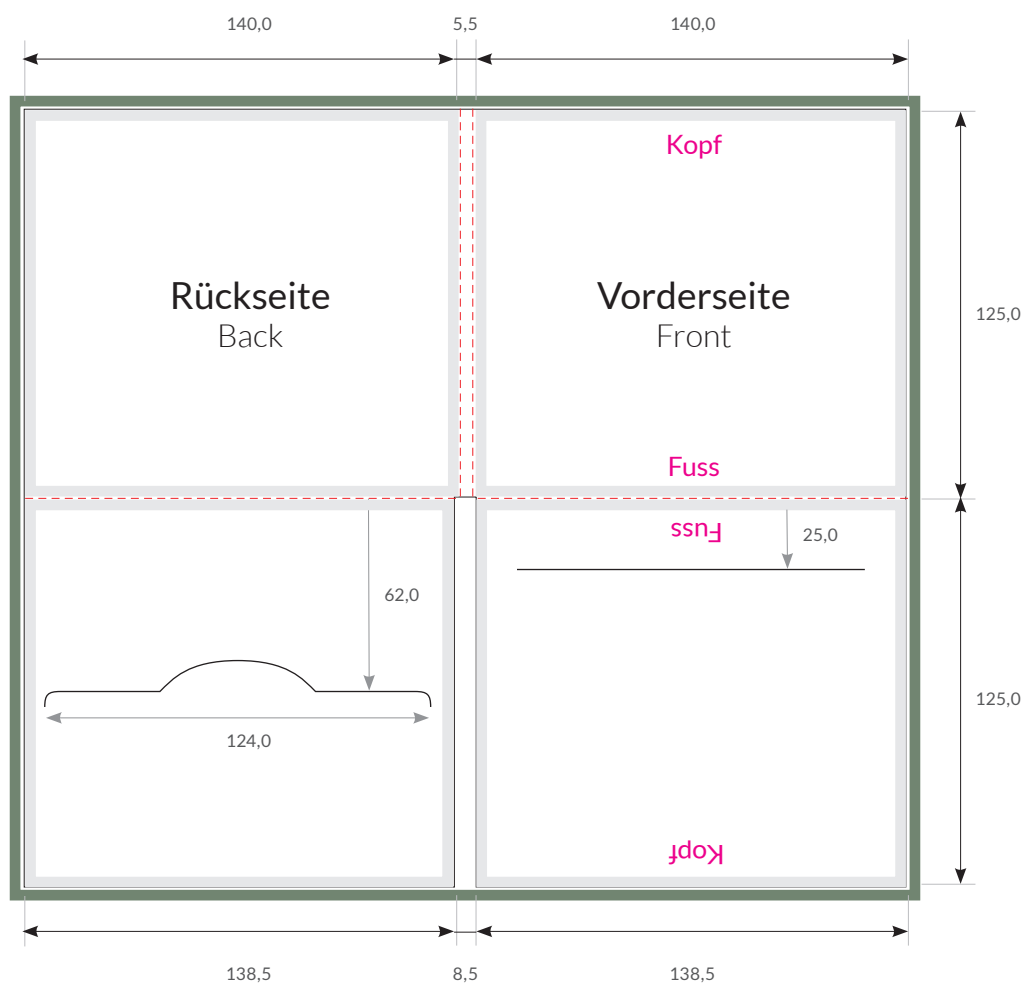 140,0 5,5 140,0
Kopf
Rückseite
Back
Vorderseite
Front
125,0
Fuss
Fuss
25,0
62,0
124,0
125,0
Kopf
138,5 8,5 138,5